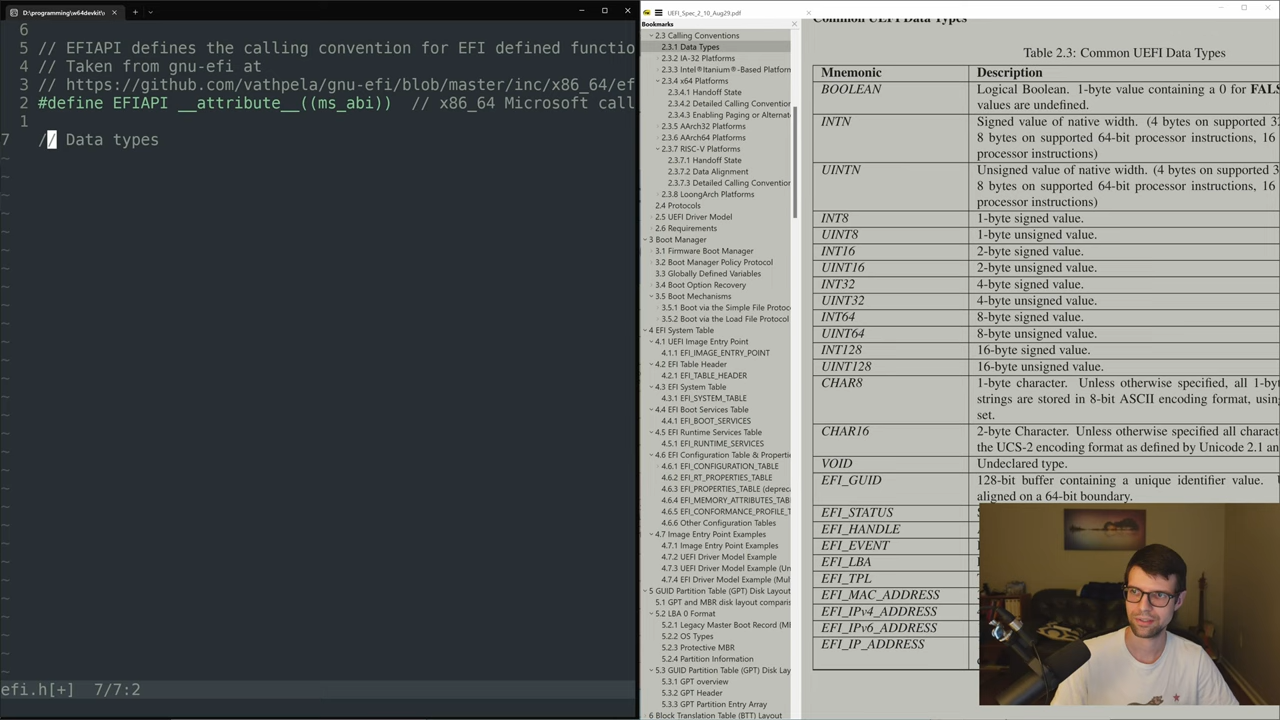 D:\programming\w64devkit\
6
// EFIAPI defines the calling convention for EFI defined functio
// Taken from gnu-efi at
// https://github.com/vathpela/gnu-efi/blob/master/inc/x86_64/ef
#define EFIAPI __attribute__((ms_abi))  // x86_64 Microsoft call
1
7 // Data types
efi.h[+] 7/7:2
UEFI_Spec_2_10_Aug29.pdf
Bookmarks
2.3 Calling Conventions
2.3.1 Data Types
2.3.2 IA-32 Platforms
2.3.3 Intel®Itanium®-Based Platform
2.3.4 x64 Platforms
2.3.4.1 Handoff State
2.3.4.2 Detailed Calling Convention
2.3.4.3 Enabling Paging or Alternat
2.3.5 AArch32 Platforms
2.3.6 AArch64 Platforms
2.3.7 RISC-V Platforms
2.3.7.1 Handoff State
2.3.7.2 Data Alignment
2.3.7.3 Detailed Calling Convention
2.3.8 LoongArch Platforms
2.4 Protocols
2.5 UEFI Driver Model
2.6 Requirements
3 Boot Manager
3.1 Firmware Boot Manager
3.2 Boot Manager Policy Protocol
3.3 Globally Defined Variables
3.4 Boot Option Recovery
3.5 Boot Mechanisms
3.5.1 Boot via the Simple File Protoc
3.5.2 Boot via the Load File Protocol
4 EFI System Table
4.1 UEFI Image Entry Point
4.1.1 EFI_IMAGE_ENTRY_POINT
4.2 EFI Table Header
4.2.1 EFI_TABLE_HEADER
4.3 EFI System Table
4.3.1 EFI_SYSTEM_TABLE
4.4 EFI Boot Services Table
4.4.1 EFI_BOOT_SERVICES
4.5 EFI Runtime Services Table
4.5.1 EFI_RUNTIME_SERVICES
4.6 EFI Configuration Table & Properti
4.6.1 EFI_CONFIGURATION_TABLE
4.6.2 EFI_RT_PROPERTIES_TABLE
4.6.3 EFI_PROPERTIES_TABLE (depreca
4.6.4 EFI_MEMORY_ATTRIBUTES_TAB
4.6.5 EFI_CONFORMANCE_PROFILE_T
4.6.6 Other Configuration Tables
4.7 Image Entry Point Examples
4.7.1 Image Entry Point Examples
4.7.2 UEFI Driver Model Example
4.7.3 UEFI Driver Model Example (Un
4.7.4 EFI Driver Model Example (Mul
5 GUID Partition Table (GPT) Disk Layout
5.1 GPT and MBR disk layout comparis
5.2 LBA 0 Format
5.2.1 Legacy Master Boot Record (MB
5.2.2 OS Types
5.2.3 Protective MBR
5.2.4 Partition Information
5.3 GUID Partition Table (GPT) Disk Lay
5.3.1 GPT overview
5.3.2 GPT Header
5.3.3 GPT Partition Entry Array
6 Block Translation Table (BTT) Layout
Common UEFI Data Types
Table 2.3: Common UEFI Data Types
Mnemonic Description
BOOLEAN Logical Boolean. 1-byte value containing a 0 for FALS
values are undefined.
INTN Signed value of native width. (4 bytes on supported 32
8 bytes on supported 64-bit processor instructions, 16
processor instructions)
UINTN Unsigned value of native width. (4 bytes on supported 3
8 bytes on supported 64-bit processor instructions, 16
processor instructions)
INT8 1-byte signed value.
UINT8 1-byte unsigned value.
INT16 2-byte signed value.
UINT16 2-byte unsigned value.
INT32 4-byte signed value.
UINT32 4-byte unsigned value.
INT64 8-byte signed value.
UINT64 8-byte unsigned value.
INT128 16-byte signed value.
UINT128 16-byte unsigned value.
CHAR8 1-byte character. Unless otherwise specified, all 1-byt
strings are stored in 8-bit ASCII encoding format, using
set.
CHAR16 2-byte Character. Unless otherwise specified all charact
the UCS-2 encoding format as defined by Unicode 2.1 an
VOID Undeclared type.
EFI_GUID 128-bit buffer containing a unique identifier value. U
aligned on a 64-bit boundary.
EFI_STATUS
EFI_HANDLE
EFI_EVENT
EFI_LBA
EFI_TPL
EFI_MAC_ADDRESS
EFI_IPv4_ADDRESS
EFI_IPv6_ADDRESS
EFI_IP_ADDRESS